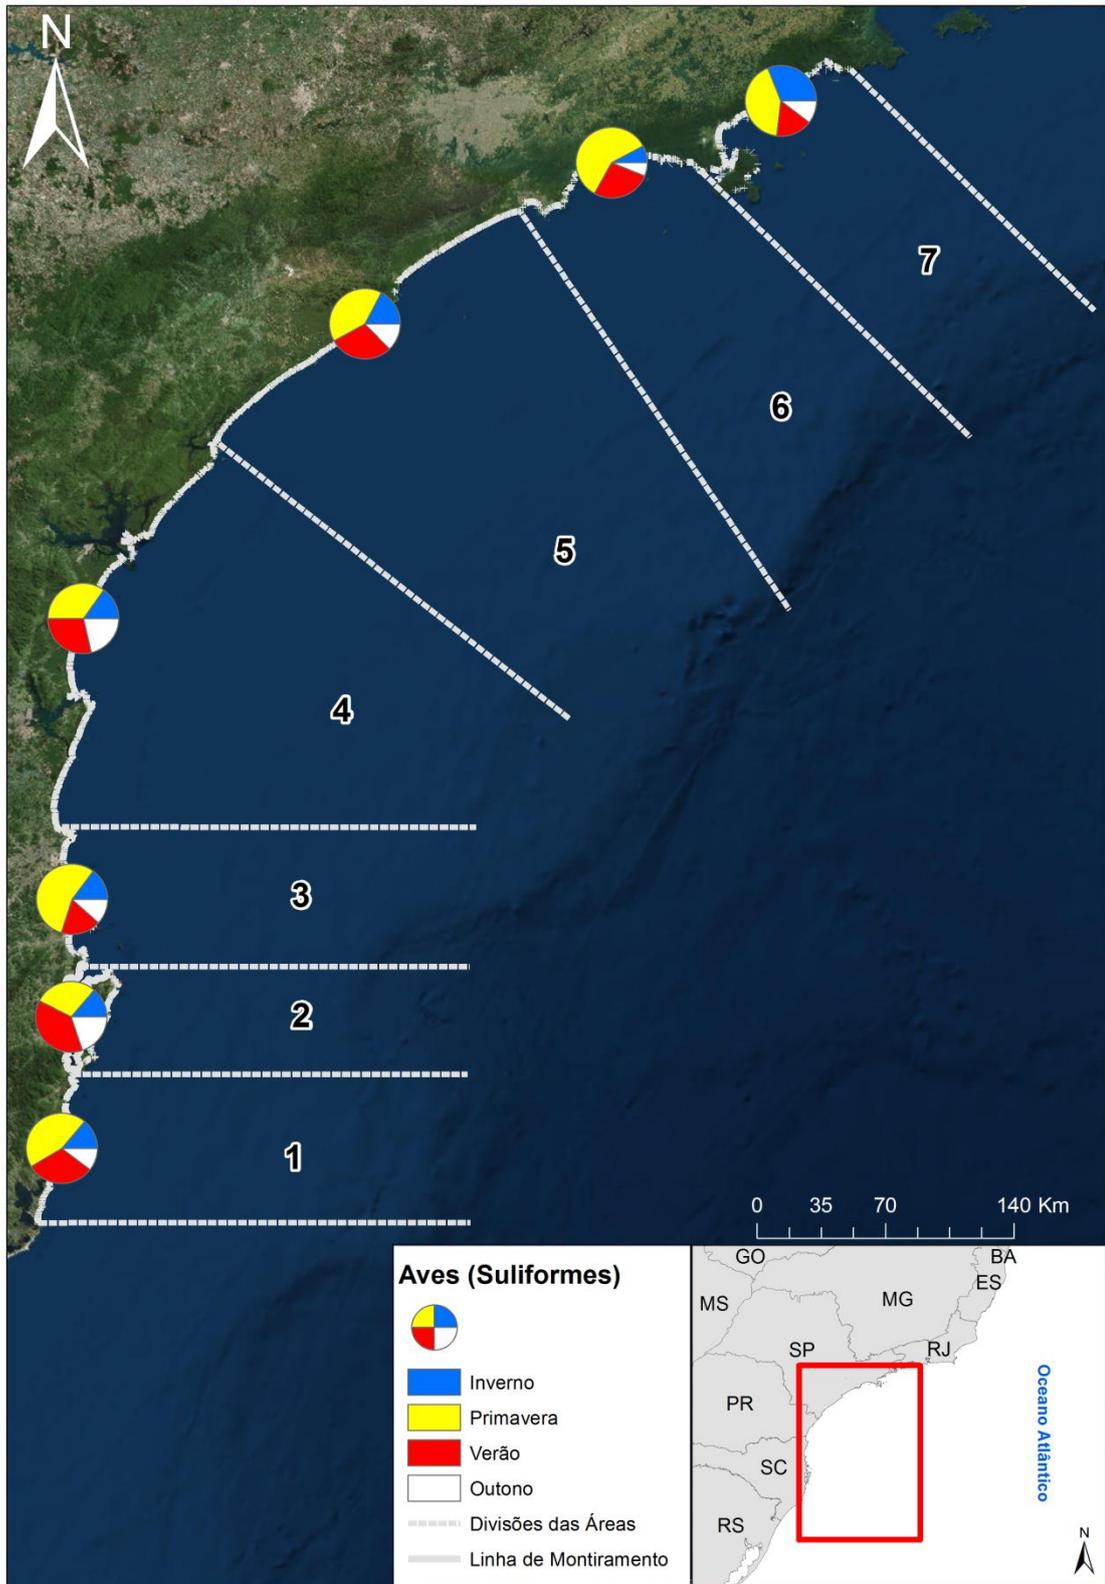 N
7
6
5
4
3
2
1
0 35 70 140 Km
Aves (Suliformes)
Inverno
Primavera
Verão
Outono
Divisões das Áreas
Linha de Montiramento
GO
BA
ES
MS
MG
SP
RJ
PR
SC
RS
Oceano Atlântico
N